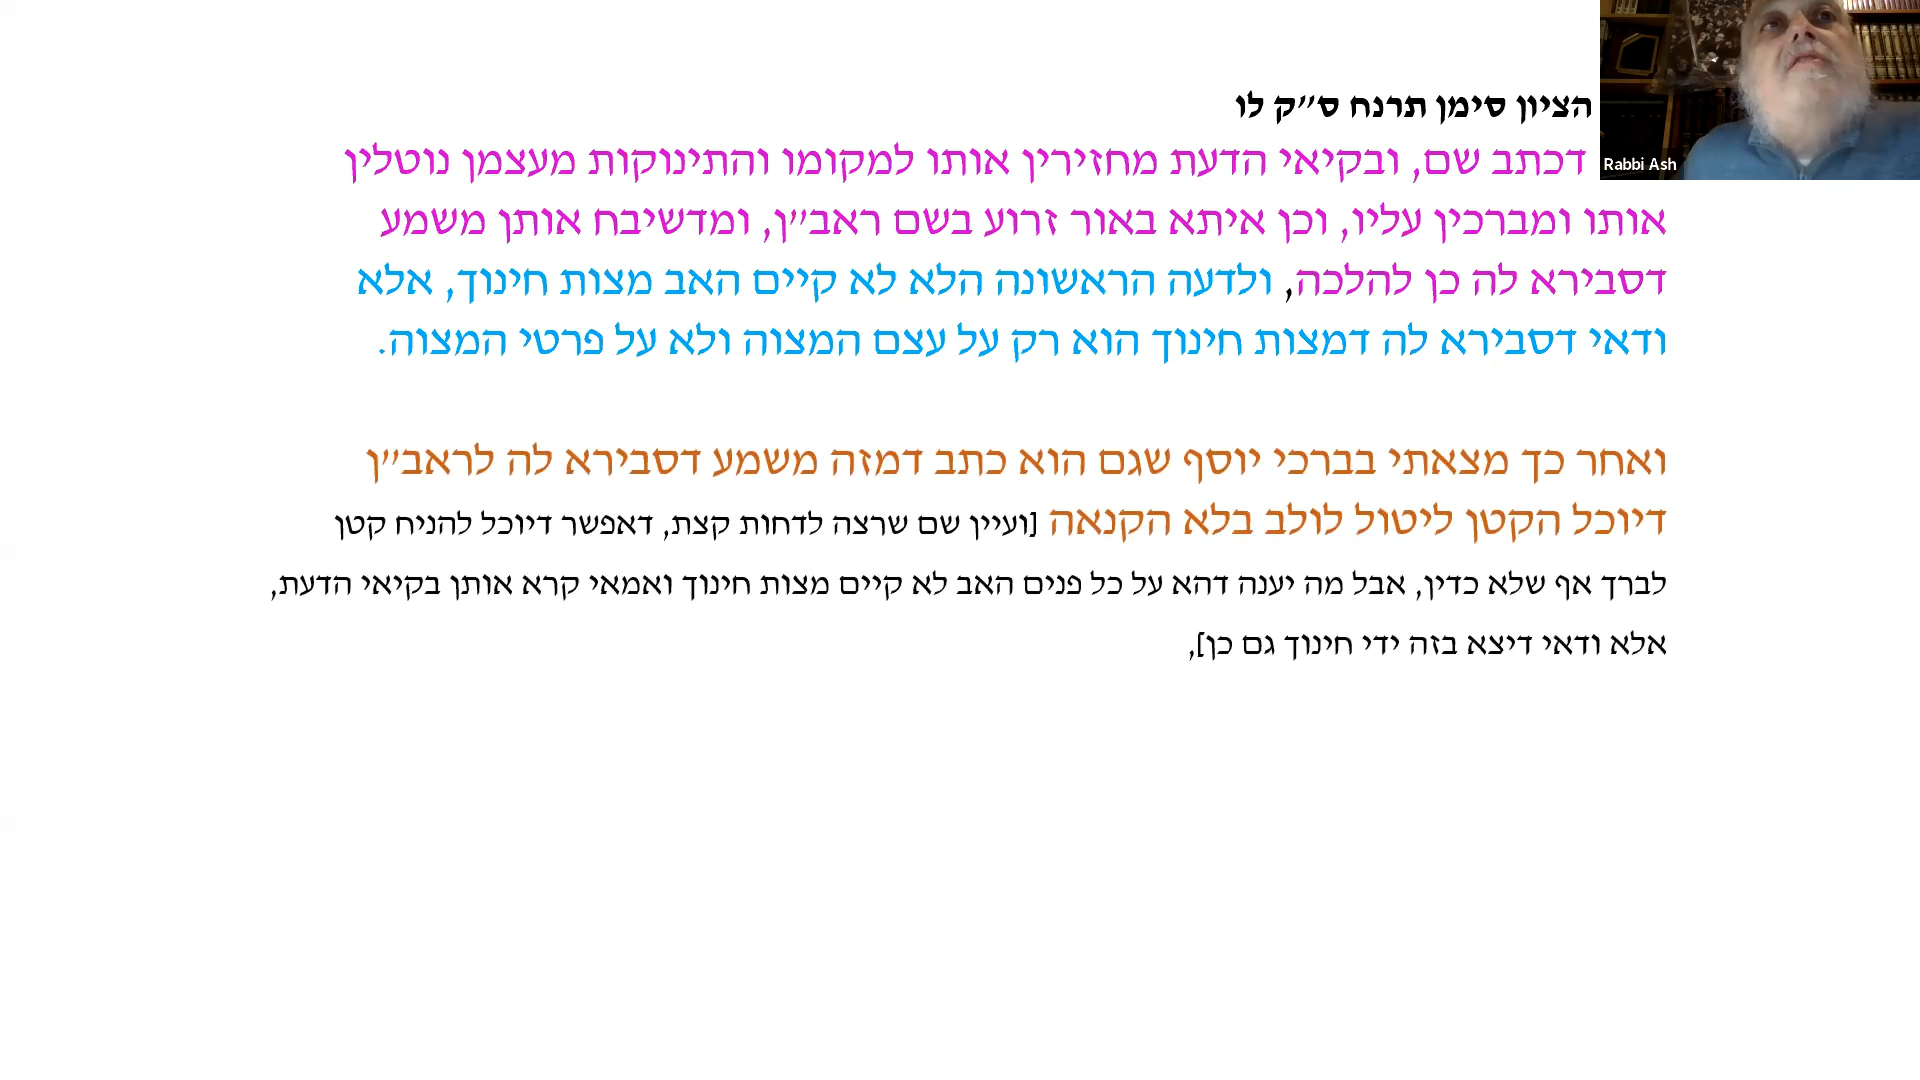 הציון סימן תרנח ס״ק לו
דכתב שם, ובקיאי הדעת מחזירין אותו למקומו והתינוקות מעצמן נוטלין
אותו ומברכין עליו, וכן איתא באור זרוע בשם ראב״ן, ומדשיבח אותן משמע
דסבירא לה כן להלכה, ולדעה הראשונה הלא לא קיים האב מצות חינוך, אלא
ודאי דסבירא לה דמצות חינוך הוא רק על עצם המצוה ולא על פרטי המצוה.
ואחר כך מצאתי בברכי יוסף שגם הוא כתב דמזה משמע דסבירא לה לראב״ן
דיוכל הקטן ליטול לולב בלא הקנאה [ועיין שם שרצה לדחות קצת, דאפשר דיוכל להניח קטן
לברך אף שלא כדין, אבל מה יענה דהא על כל פנים האב לא קיים מצות חינוך ואמאי קרא אותן בקיאי הדעת,
אלא ודאי דיצא בזה ידי חינוך גם כן],
Rabbi Ash